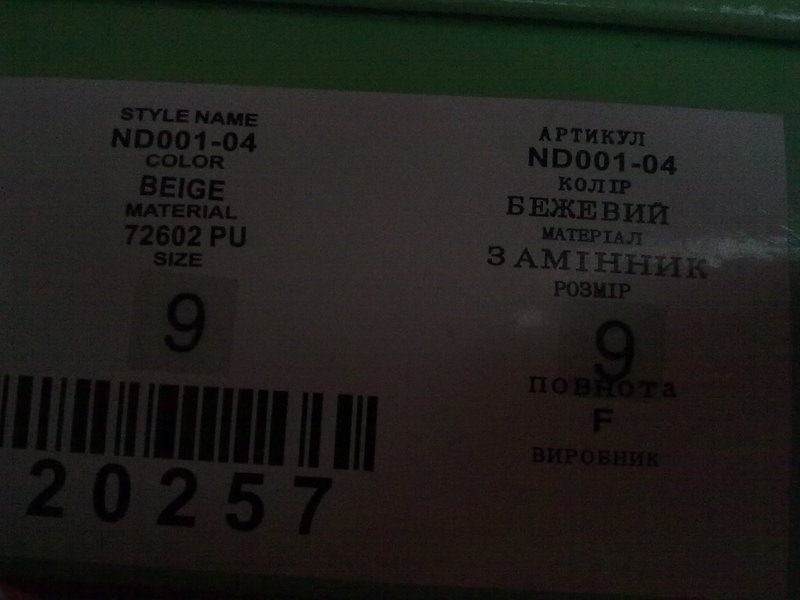 STYLE NAME
ND001-04
COLOR
BEIGE
MATERIAL
72602 PU
SIZE
9
20257
АРТИКУЛ
ND001-04
КОЛІР
БЕЖЕВИЙ
МАТЕРІАЛ
ЗАМІННИК
РОЗМІР
9
ПОВНОТА
F
ВИРОБНИК